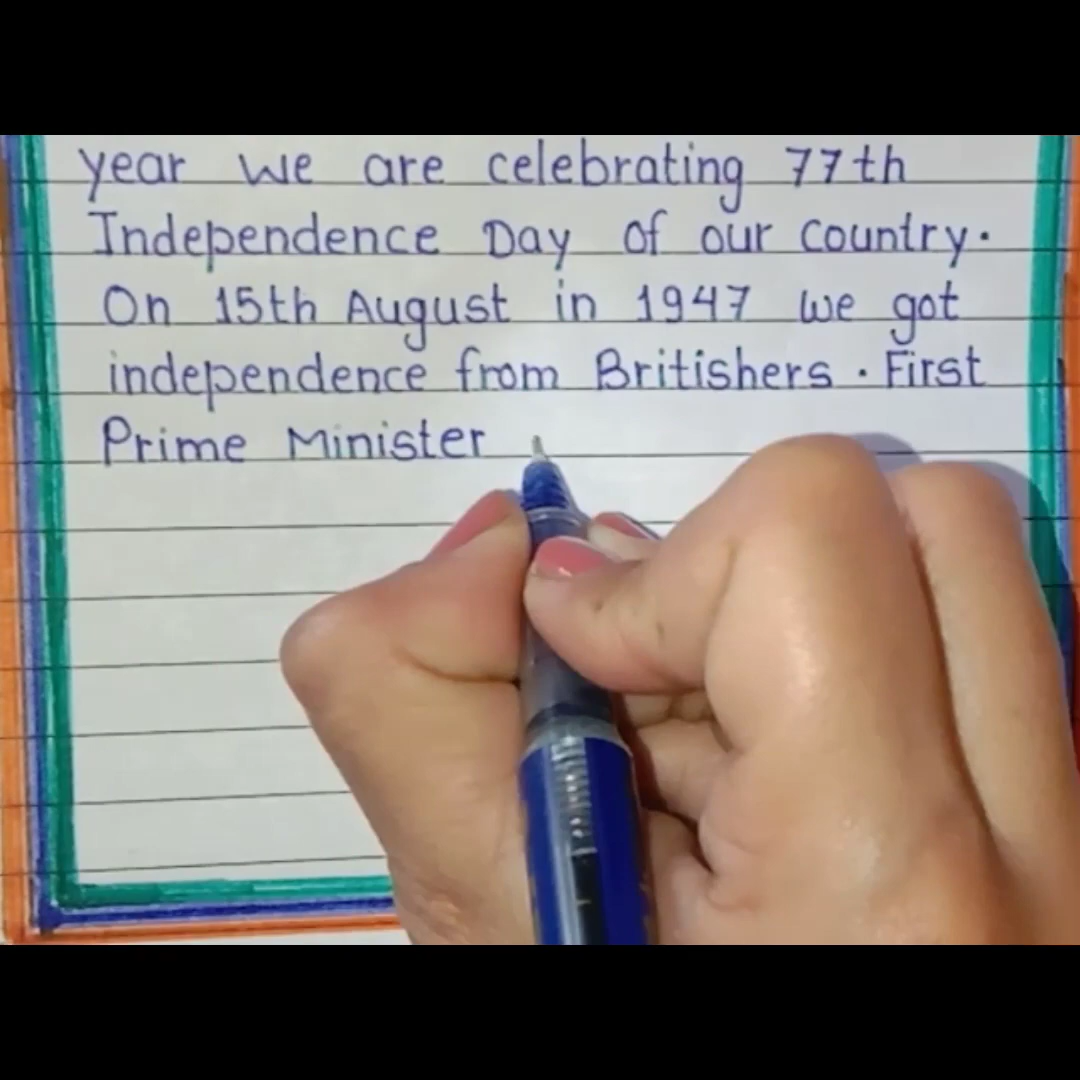 year we are celebrating 77th
Independence Day of our country.
On 15th August in 1947 we got
independence from Britishers. First
Prime Minister